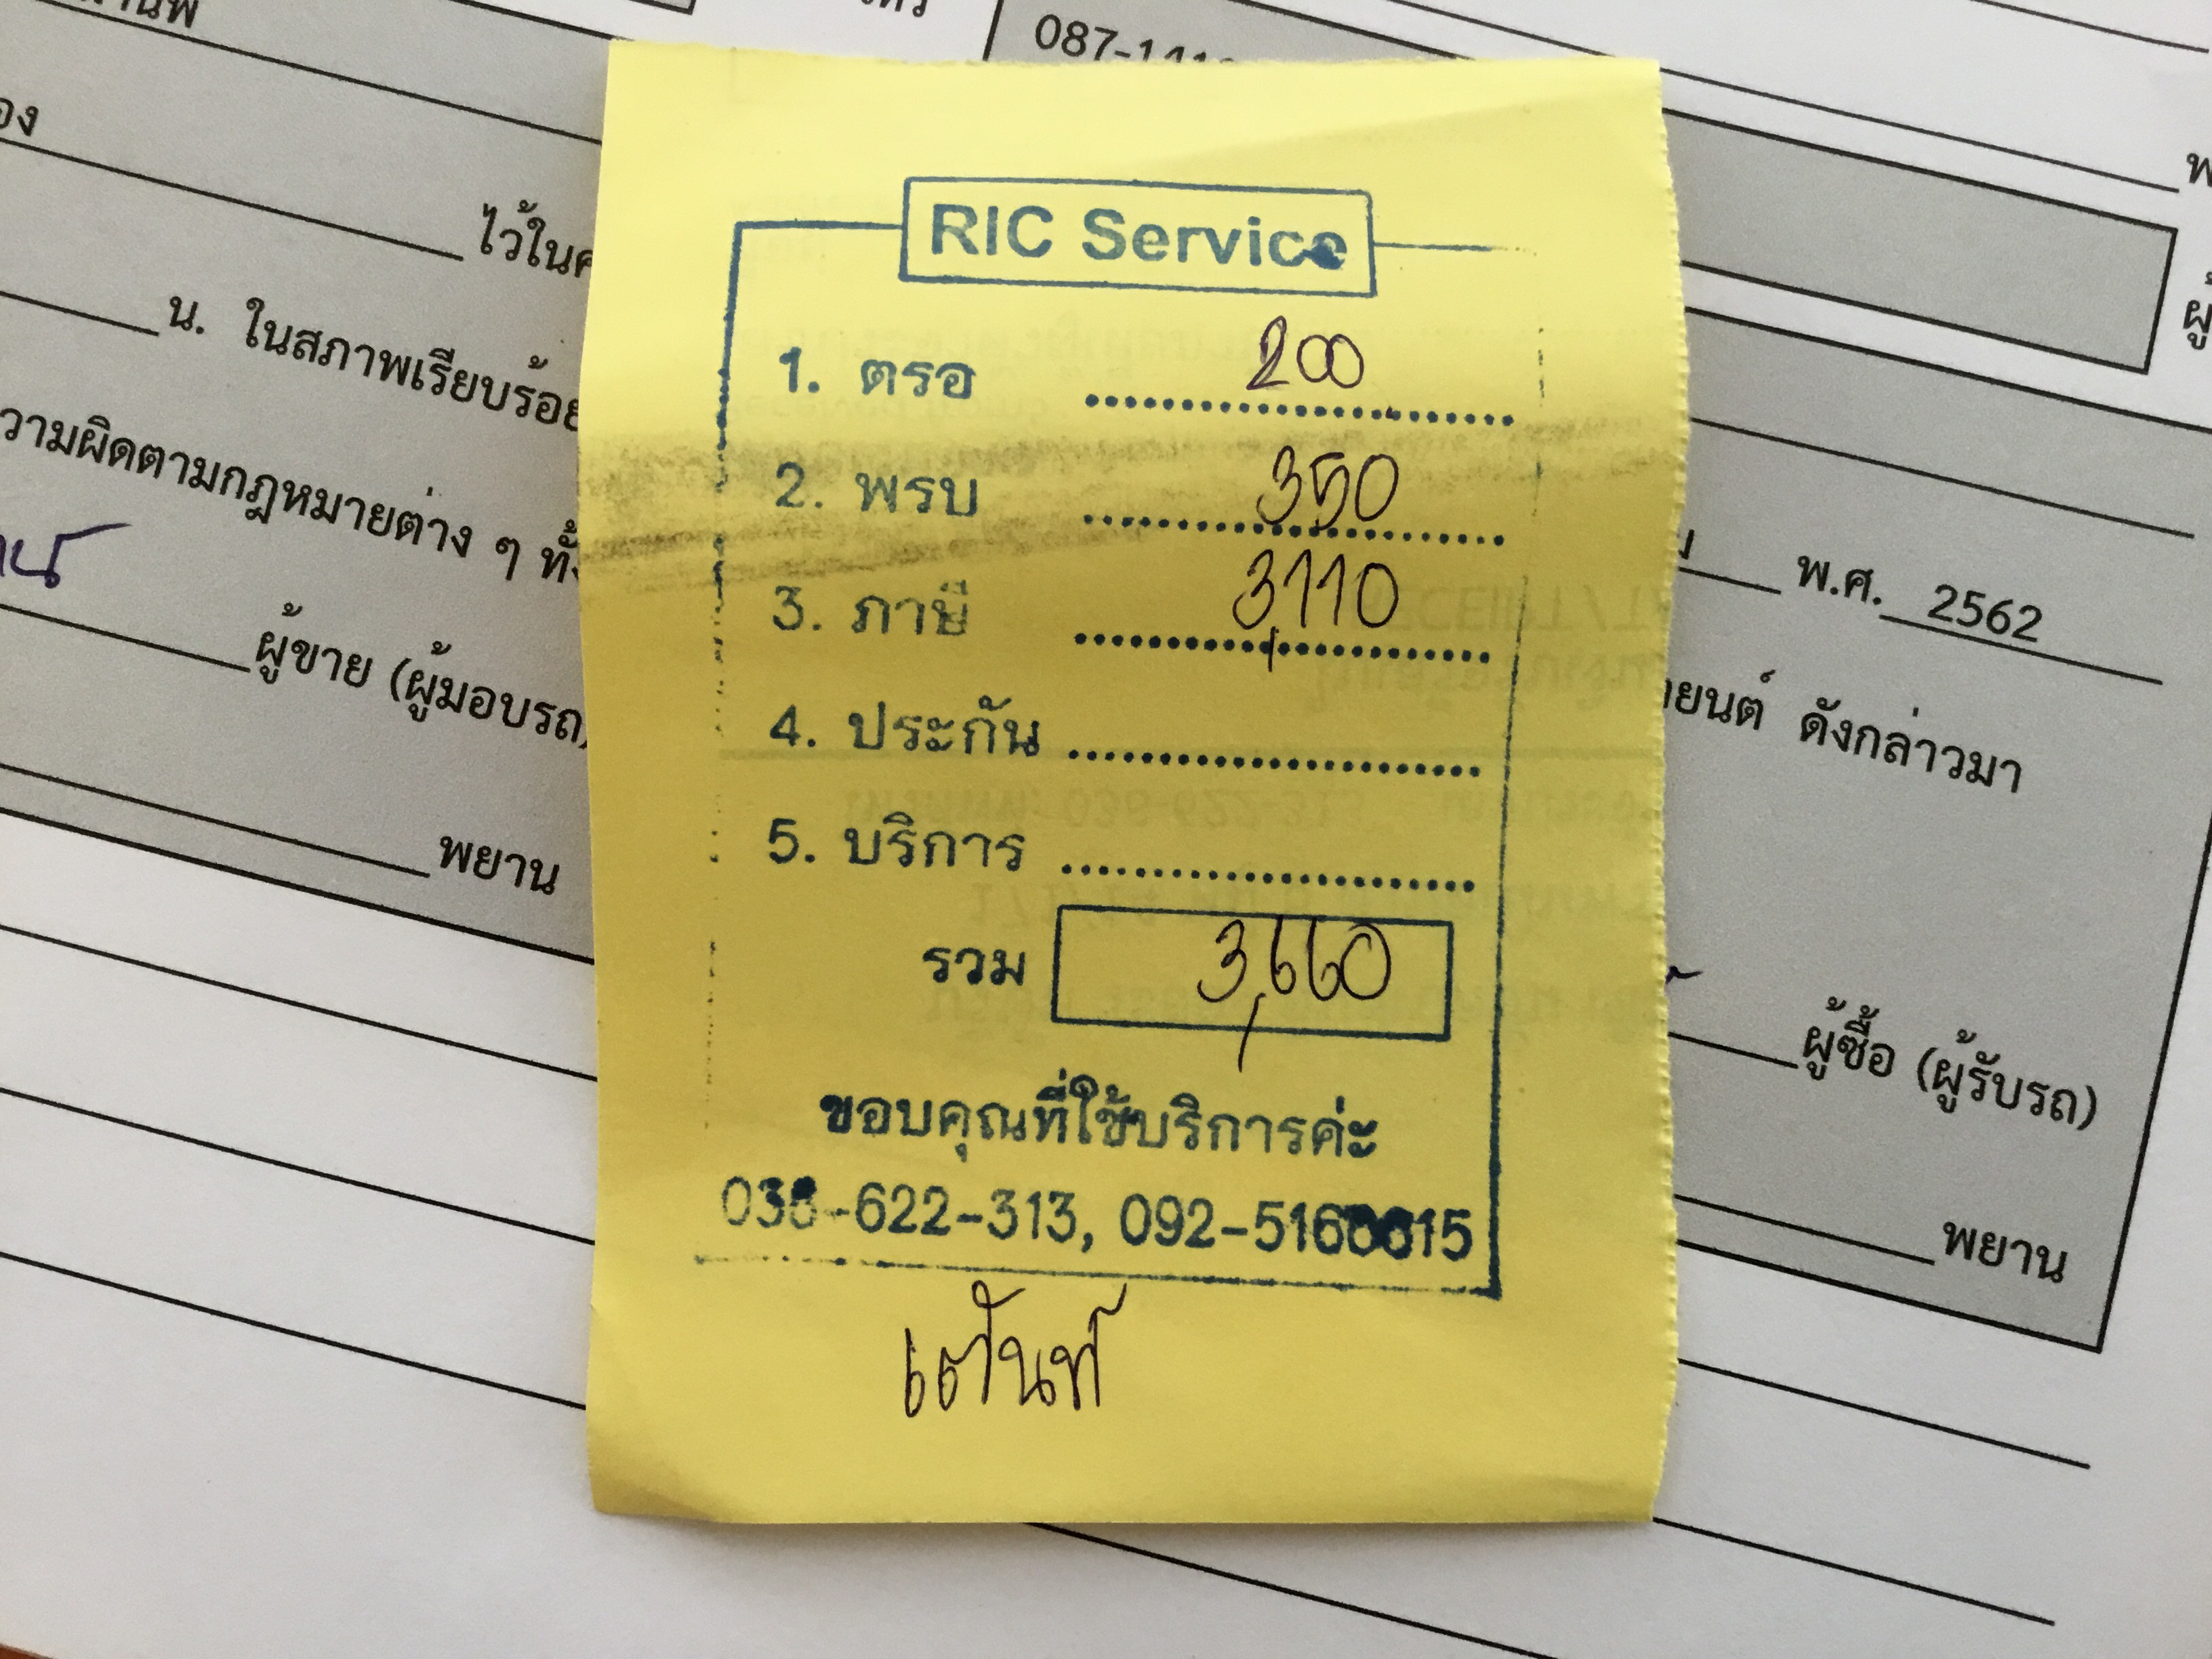 087-141
อง
ไว้ใน
น. ในสภาพเรียบร้อย
วามผิดตามกฎหมายต่าง ๆ ทั้ง
ผู้ขาย (ผู้มอบรถ)
พยาน
RIC Service
1. ตรอ 200
2. พรบ 350
3. ภาษี 3,110
4. ประกัน
5. บริการ
รวม 3,660
ขอบคุณที่ใช้บริการค่ะ
-622-313, 092-516
เต้นท์
พ.ศ. 2562
ายนต์ ดังกล่าวมา
ผู้ซื้อ (ผู้รับรถ)
พยาน